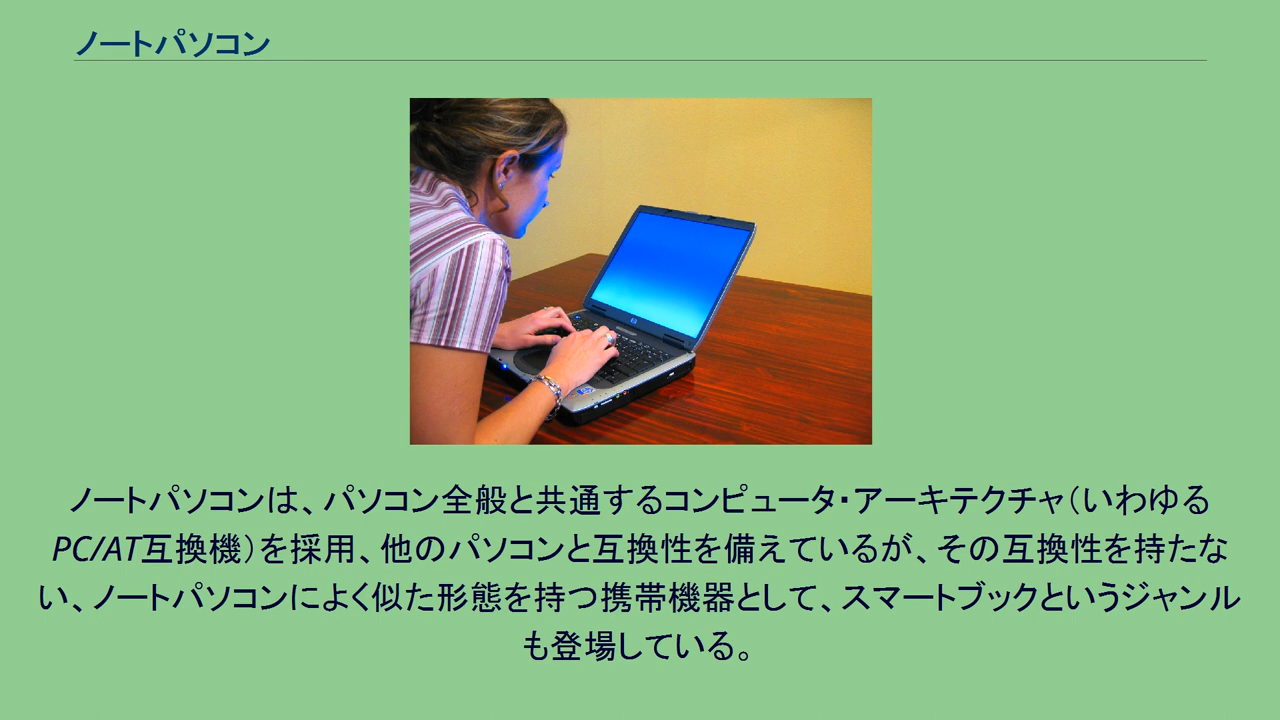 ノートパソコン
ノートパソコンは、パソコン全般と共通するコンピュータ・アーキテクチャ（いわゆる
PC/AT互換機）を採用、他のパソコンと互換性を備えているが、その互換性を持たな
い、ノートパソコンによく似た形態を持つ携帯機器として、スマートブックというジャンル
も登場している。